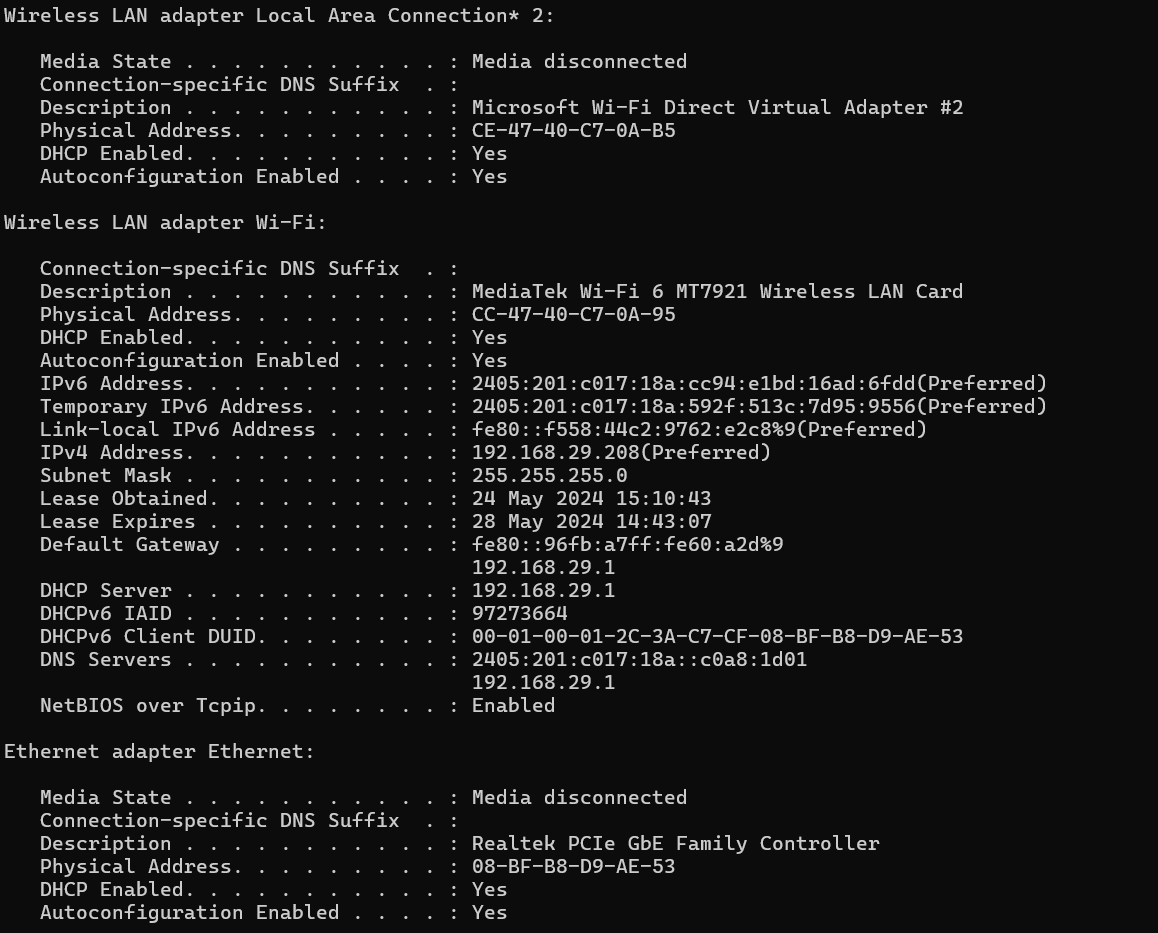 Wireless LAN adapter Local Area Connection* 2:
Media State . . . . . . . . . . . : Media disconnected
Connection-specific DNS Suffix  . :
Description . . . . . . . . . . . : Microsoft Wi-Fi Direct Virtual Adapter #2
Physical Address. . . . . . . . . : CE-47-40-C7-0A-B5
DHCP Enabled. . . . . . . . . . . : Yes
Autoconfiguration Enabled . . . . : Yes
Wireless LAN adapter Wi-Fi:
Connection-specific DNS Suffix  . :
Description . . . . . . . . . . . : MediaTek Wi-Fi 6 MT7921 Wireless LAN Card
Physical Address. . . . . . . . . : CC-47-40-C7-0A-95
DHCP Enabled. . . . . . . . . . . : Yes
Autoconfiguration Enabled . . . . : Yes
IPv6 Address. . . . . . . . . . . : 2405:201:c017:18a:cc94:e1bd:16ad:6fdd(Preferred)
Temporary IPv6 Address. . . . . . : 2405:201:c017:18a:592f:513c:7d95:9556(Preferred)
Link-local IPv6 Address . . . . . : fe80::f558:44c2:9762:e2c8%9(Preferred)
IPv4 Address. . . . . . . . . . . : 192.168.29.208(Preferred)
Subnet Mask . . . . . . . . . . . : 255.255.255.0
Lease Obtained. . . . . . . . . . : 24 May 2024 15:10:43
Lease Expires . . . . . . . . . . : 28 May 2024 14:43:07
Default Gateway . . . . . . . . . : fe80::96fb:a7ff:fe60:a2d%9
192.168.29.1
DHCP Server . . . . . . . . . . . : 192.168.29.1
DHCPv6 IAID . . . . . . . . . . . : 97273664
DHCPv6 Client DUID. . . . . . . . : 00-01-00-01-2C-3A-C7-CF-08-BF-B8-D9-AE-53
DNS Servers . . . . . . . . . . . : 2405:201:c017:18a::c0a8:1d01
192.168.29.1
NetBIOS over Tcpip. . . . . . . . : Enabled
Ethernet adapter Ethernet:
Media State . . . . . . . . . . . : Media disconnected
Connection-specific DNS Suffix  . :
Description . . . . . . . . . . . : Realtek PCIe GbE Family Controller
Physical Address. . . . . . . . . : 08-BF-B8-D9-AE-53
DHCP Enabled. . . . . . . . . . . : Yes
Autoconfiguration Enabled . . . . : Yes